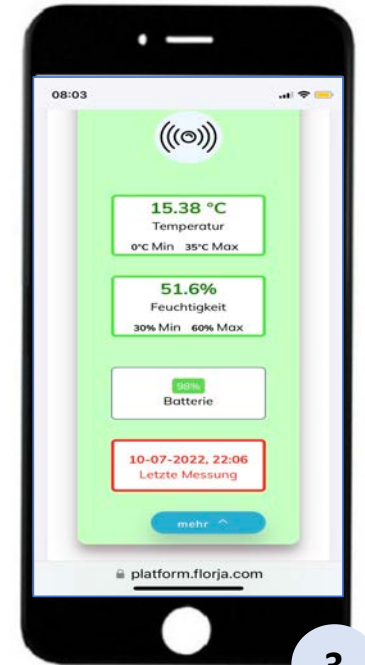 08:03
15.38 °C
Temperatur
0°C Min 35°C Max
51.6%
Feuchtigkeit
30% Min 60% Max
98%
Batterie
10-07-2022, 22:06
Letzte Messung
mehr
platform.florja.com
3